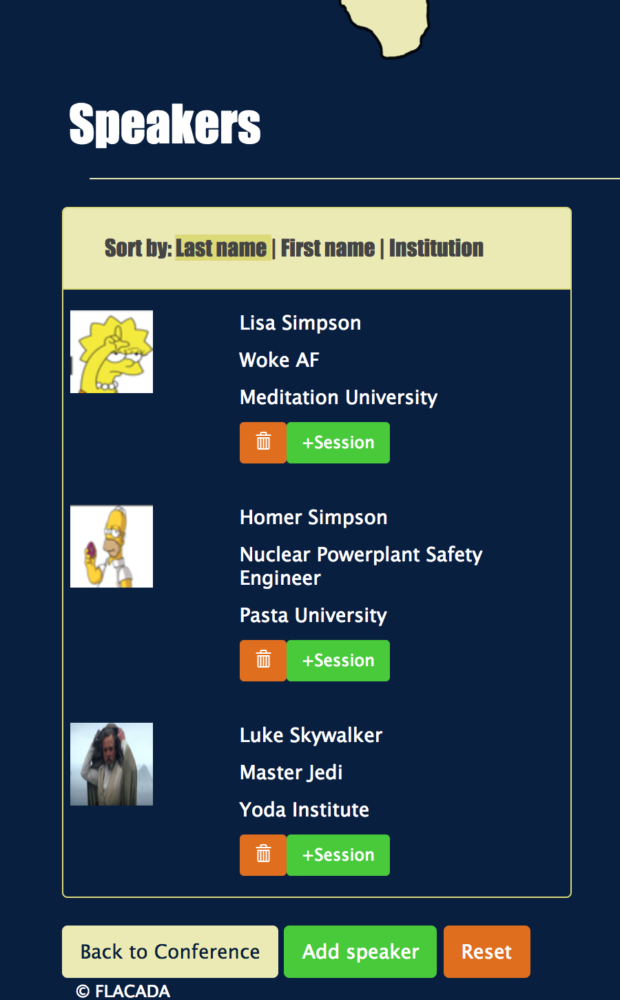 Speakers
Sort by: Last name | First name | Institution
Lisa Simpson
Woke AF
Meditation University
+Session
Homer Simpson
Nuclear Powerplant Safety
Engineer
Pasta University
+Session
Luke Skywalker
Master Jedi
Yoda Institute
+Session
Back to Conference Add speaker Reset
© FLACADA